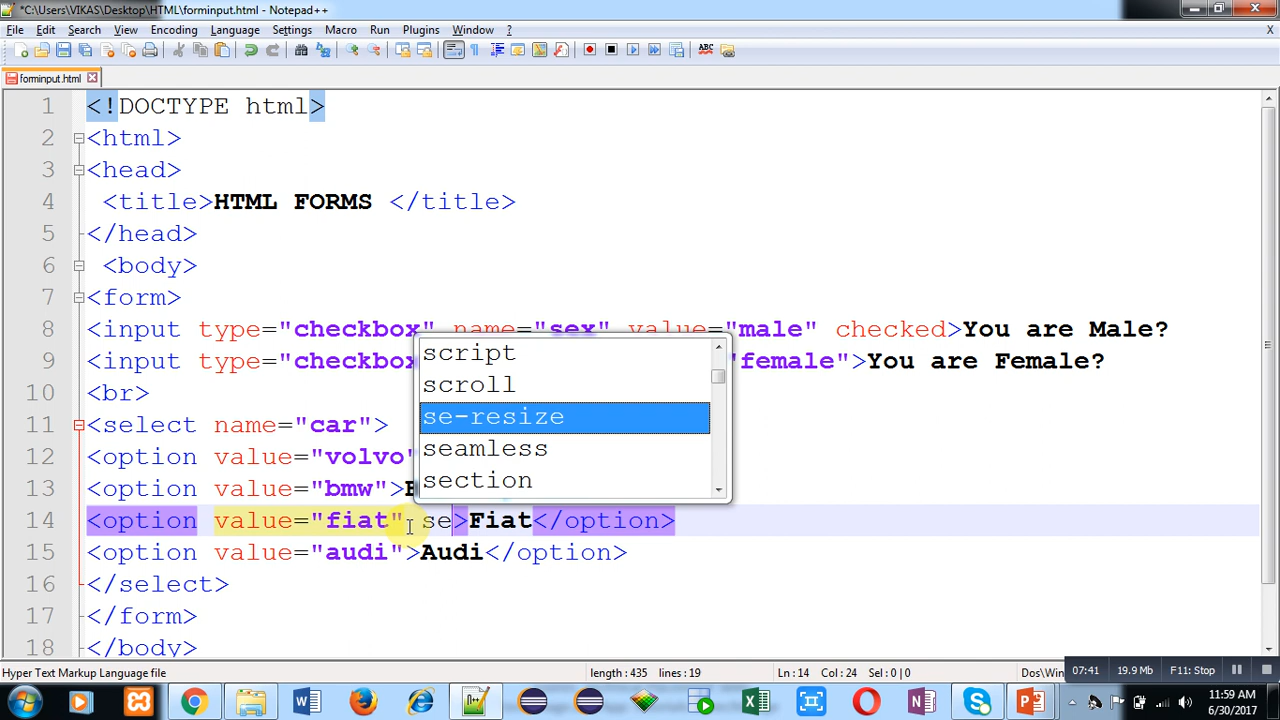 *C:\Users\VIKAS\Desktop\HTML\forminput.html - Notepad++
File Edit Search View Encoding Language Settings Macro Run Plugins Window ? X
forminput.html
1 <!DOCTYPE html>
2 <html>
3 <head>
4 <title>HTML FORMS </title>
5 </head>
6 <body>
7 <form>
8 <input type="checkbox" name="sex" value="male" checked>You are Male?
9 <input type="checkbox "female">You are Female?
10 <br>
11 <select name="car">
12 <option value="volvo"
13 <option value="bmw">
14 <option value="fiat" se>Fiat</option>
15 <option value="audi">Audi</option>
16 </select>
17 </form>
18 </body>
script
scroll
se-resize
seamless
section
Hyper Text Markup Language file length : 435 lines : 19 Ln : 14 Col : 24 Sel : 0 | 0 Dos\Win
07:41 19.9 Mb F11: Stop
11:59 AM
6/30/2017